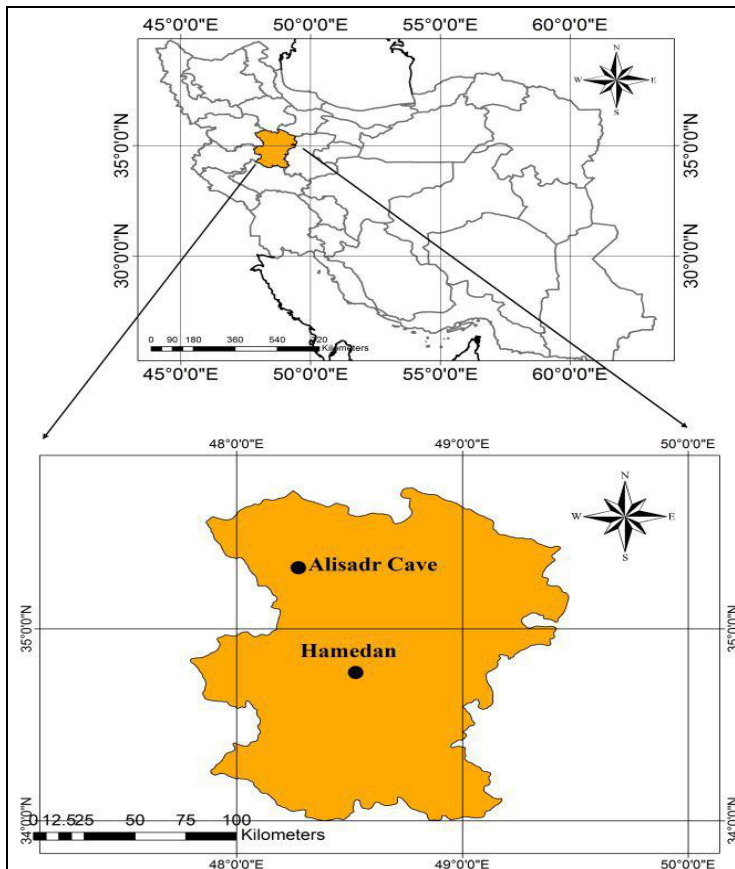 45°0'0"E 50°0'0"E 55°0'0"E 60°0'0"E
N
W E
S
35°0'0"N 35°0'0"N
30°0'0"N 30°0'0"N
0 90 180 360 540 720
Kilometers
45°0'0"E 50°0'0"E 55°0'0"E 60°0'0"E
48°0'0"E 49°0'0"E 50°0'0"E
N
W E
S
Alisadr Cave
35°0'0"N 35°0'0"N
Hamedan
34°0'0"N 34°0'0"N
0 12.5 25 50 75 100
Kilometers
48°0'0"E 49°0'0"E 50°0'0"E